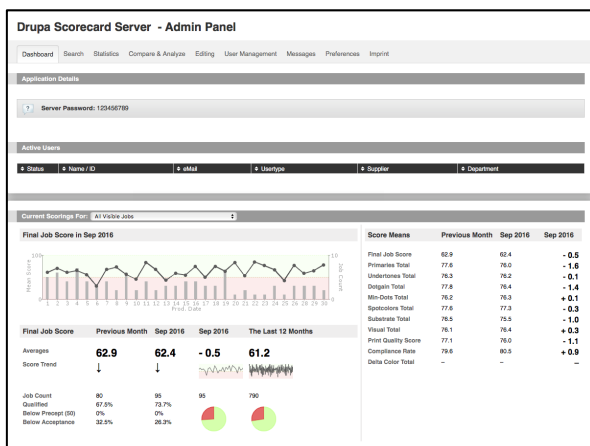 Drupa Scorecard Server - Admin Panel
Dashboard Search Statistics Compare & Analyze Editing User Management Messages Preferences Imprint
Application Details
? Server Password: 123456789
Active Users
Status Name / ID eMail Usertype Supplier Department
Current Scorings For: All Visible Jobs
Final Job Score in Sep 2016
100
10
Mean Score
Job Count
0
0
1 2 3 4 5 6 7 8 9 10 11 12 13 14 15 16 17 18 19 20 21 22 23 24 25 26 27 28 29 30
Prod. Date
Final Job Score Previous Month Sep 2016 Sep 2016 The Last 12 Months
Averages 62.9 62.4 - 0.5 61.2
Score Trend ↓ ↓
Job Count 80 95 95 790
Qualified 67.5% 73.7%
Below Precept (50) 0% 0%
Below Acceptance 32.5% 26.3%
Score Means Previous Month Sep 2016 Sep 2016
Final Job Score 62.9 62.4 - 0.5
Primaries Total 77.6 76.0 - 1.6
Undertones Total 76.3 76.2 - 0.1
Dotgain Total 77.8 76.4 - 1.4
Min-Dots Total 76.2 76.3 + 0.1
Spotcolors Total 77.6 77.3 - 0.3
Substrate Total 76.5 75.5 - 1.0
Visual Total 76.1 76.4 + 0.3
Print Quality Score 77.1 76.0 - 1.1
Compliance Rate 79.6 80.5 + 0.9
Delta Color Total – – –